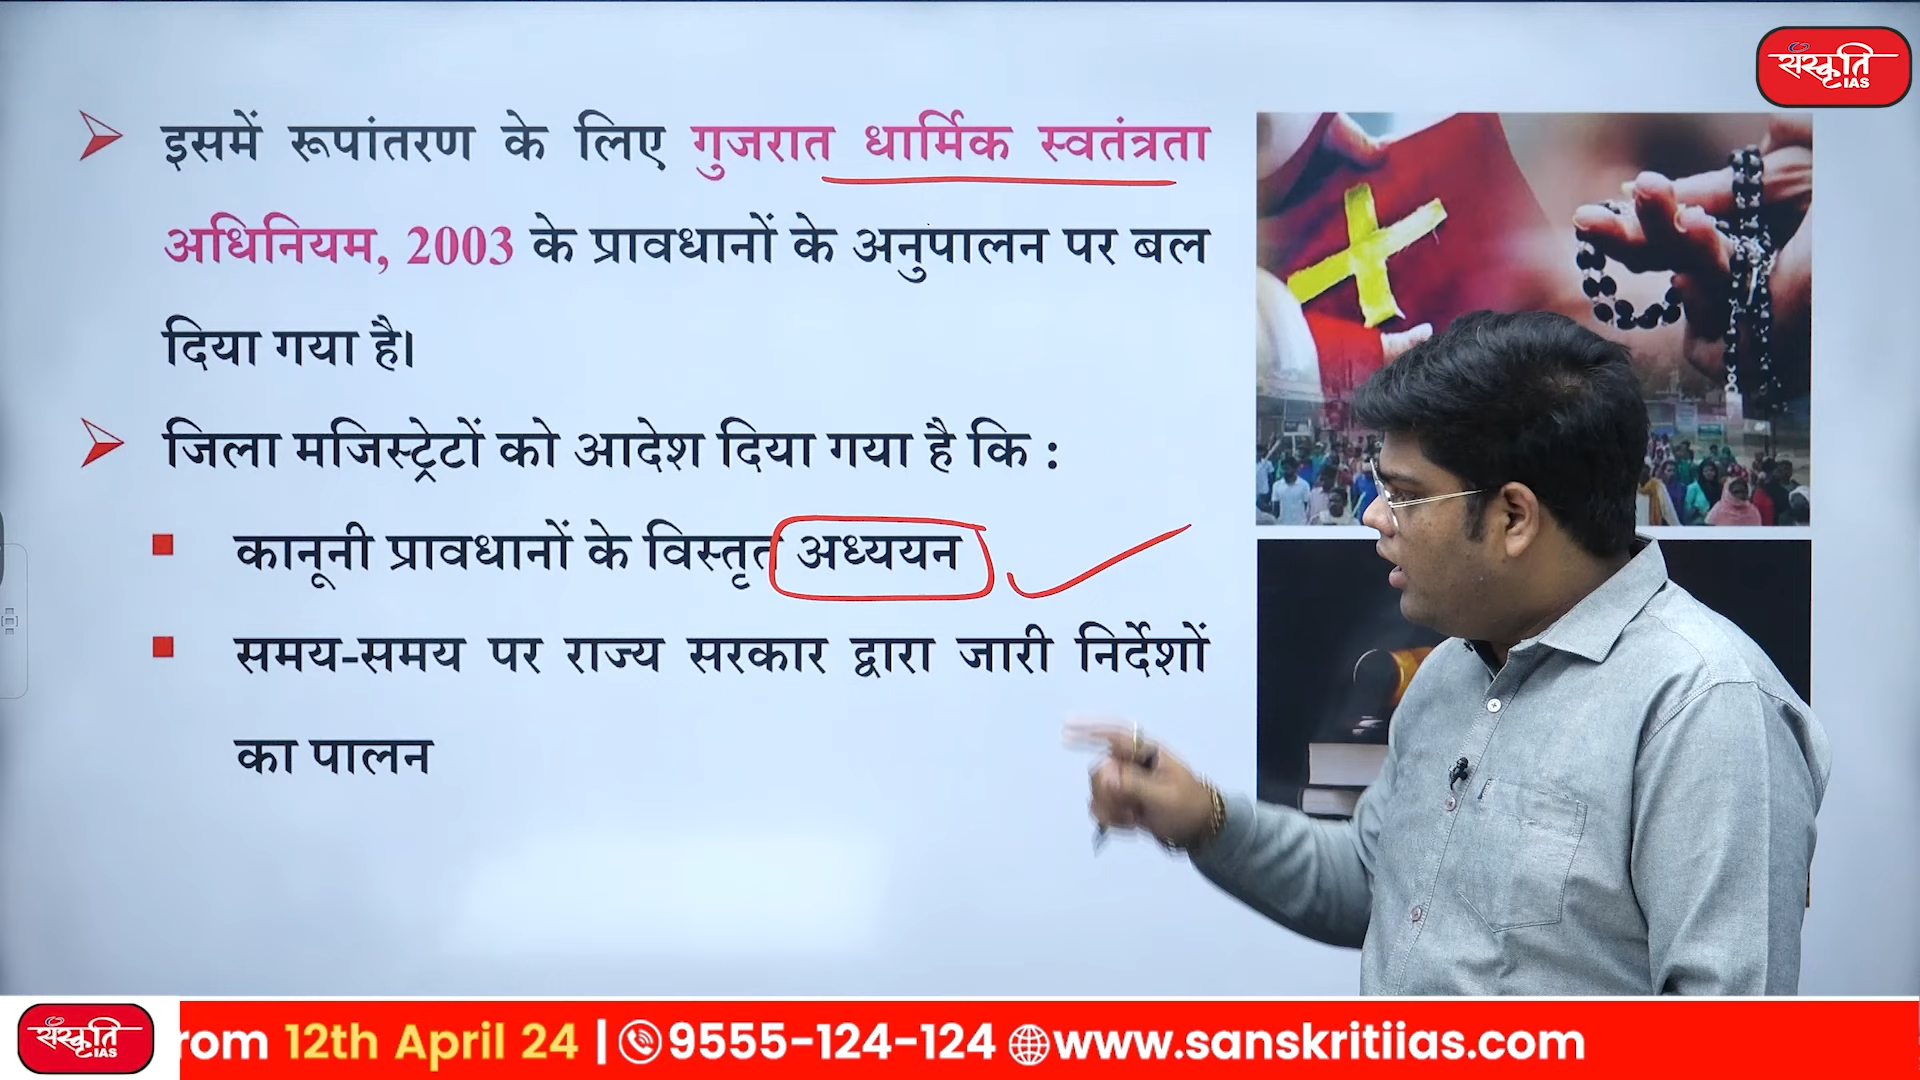 संस्कृति
IAS
इसमें रूपांतरण के लिए गुजरात धार्मिक स्वतंत्रता
अधिनियम, 2003 के प्रावधानों के अनुपालन पर बल
दिया गया है।
जिला मजिस्ट्रेटों को आदेश दिया गया है कि :
कानूनी प्रावधानों के विस्तृत अध्ययन
समय-समय पर राज्य सरकार द्वारा जारी निर्देशों
का पालन
संस्कृति
IAS
rom 12th April 24 | 9555-124-124 www.sanskritiias.com